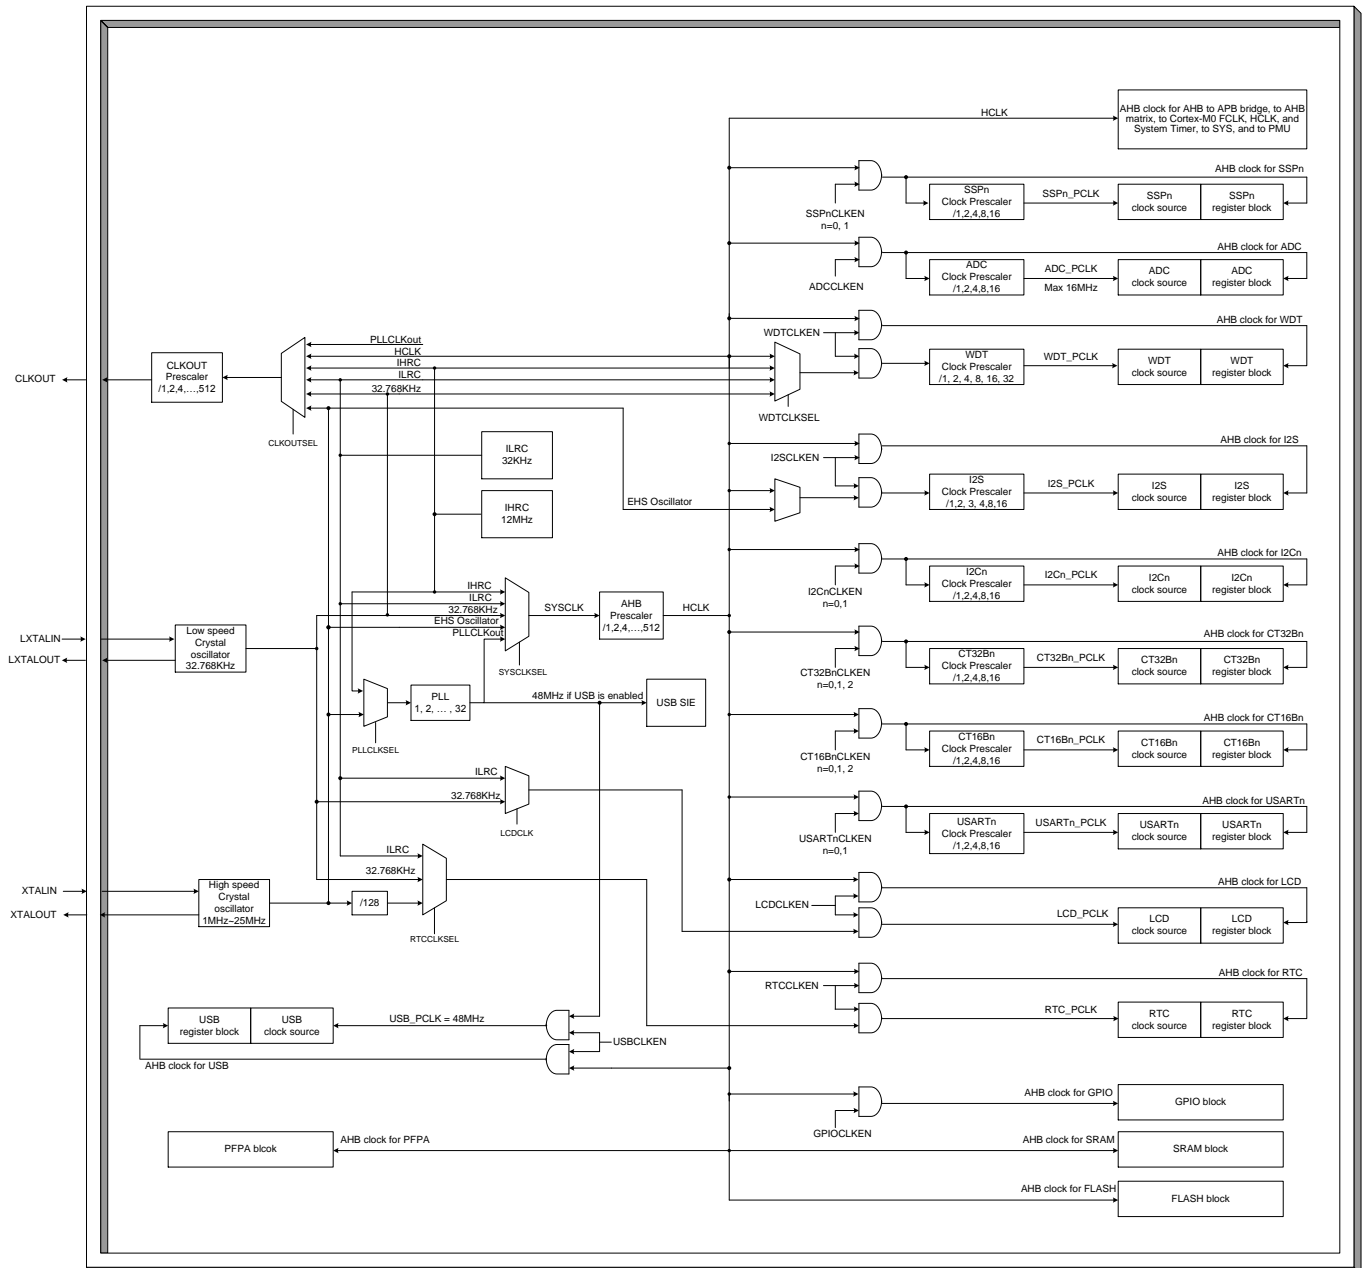 HCLK
AHB clock for AHB to APB bridge, to AHB
matrix, to Cortex-M0 FCLK, HCLK, and
System Timer, to SYS, and to PMU
AHB clock for SSPn
SSPnCLKEN
n=0, 1
SSPn
Clock Prescaler
/1,2,4,8,16
SSPn_PCLK
SSPn
clock source
SSPn
register block
AHB clock for ADC
ADCCLKEN
ADC
Clock Prescaler
/1,2,4,8,16
ADC_PCLK
Max 16MHz
ADC
clock source
ADC
register block
AHB clock for WDT
WDTCLKEN
WDT
Clock Prescaler
/1, 2, 4, 8, 16, 32
WDT_PCLK
WDT
clock source
WDT
register block
WDTCLKSEL
CLKOUT
CLKOUT
Prescaler
/1,2,4,…,512
PLLCLKout
HCLK
IHRC
ILRC
32.768KHz
CLKOUTSEL
ILRC
32KHz
IHRC
12MHz
EHS Oscillator
AHB clock for I2S
I2SCLKEN
I2S
Clock Prescaler
/1,2, 3, 4,8,16
I2S_PCLK
I2S
clock source
I2S
register block
AHB clock for I2Cn
I2CnCLKEN
n=0,1
I2Cn
Clock Prescaler
/1,2,4,8,16
I2Cn_PCLK
I2Cn
clock source
I2Cn
register block
IHRC
ILRC
32.768KHz
EHS Oscillator
PLLCLKout
SYSCLKSEL
SYSCLK
AHB
Prescaler
/1,2,4,…,512
HCLK
LXTALIN
LXTALOUT
Low speed
Crystal
oscillator
32.768KHz
AHB clock for CT32Bn
CT32BnCLKEN
n=0,1, 2
CT32Bn
Clock Prescaler
/1,2,4,8,16
CT32Bn_PCLK
CT32Bn
clock source
CT32Bn
register block
PLLCLKSEL
PLL
1, 2, … , 32
48MHz if USB is enabled
USB SIE
AHB clock for CT16Bn
CT16BnCLKEN
n=0,1, 2
CT16Bn
Clock Prescaler
/1,2,4,8,16
CT16Bn_PCLK
CT16Bn
clock source
CT16Bn
register block
ILRC
32.768KHz
LCDCLK
AHB clock for USARTn
USARTnCLKEN
n=0,1
USARTn
Clock Prescaler
/1,2,4,8,16
USARTn_PCLK
USARTn
clock source
USARTn
register block
ILRC
32.768KHz
XTALIN
XTALOUT
High speed
Crystal
oscillator
1MHz~25MHz
/128
RTCCLKSEL
AHB clock for LCD
LCDCLKEN
LCD_PCLK
LCD
clock source
LCD
register block
AHB clock for RTC
RTCCLKEN
RTC_PCLK
RTC
clock source
RTC
register block
USB
register block
USB
clock source
USB_PCLK = 48MHz
USBCLKEN
AHB clock for USB
AHB clock for GPIO
GPIOCLKEN
GPIO block
PFPA blcok
AHB clock for PFPA
AHB clock for SRAM
SRAM block
AHB clock for FLASH
FLASH block